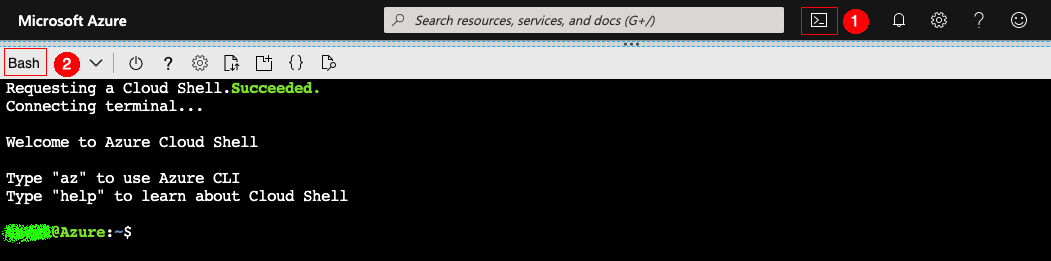 Microsoft Azure
Search resources, services, and docs (G+/)
1
Bash
2
Requesting a Cloud Shell.Succeeded.
Connecting terminal...
Welcome to Azure Cloud Shell
Type "az" to use Azure CLI
Type "help" to learn about Cloud Shell
@Azure:~$